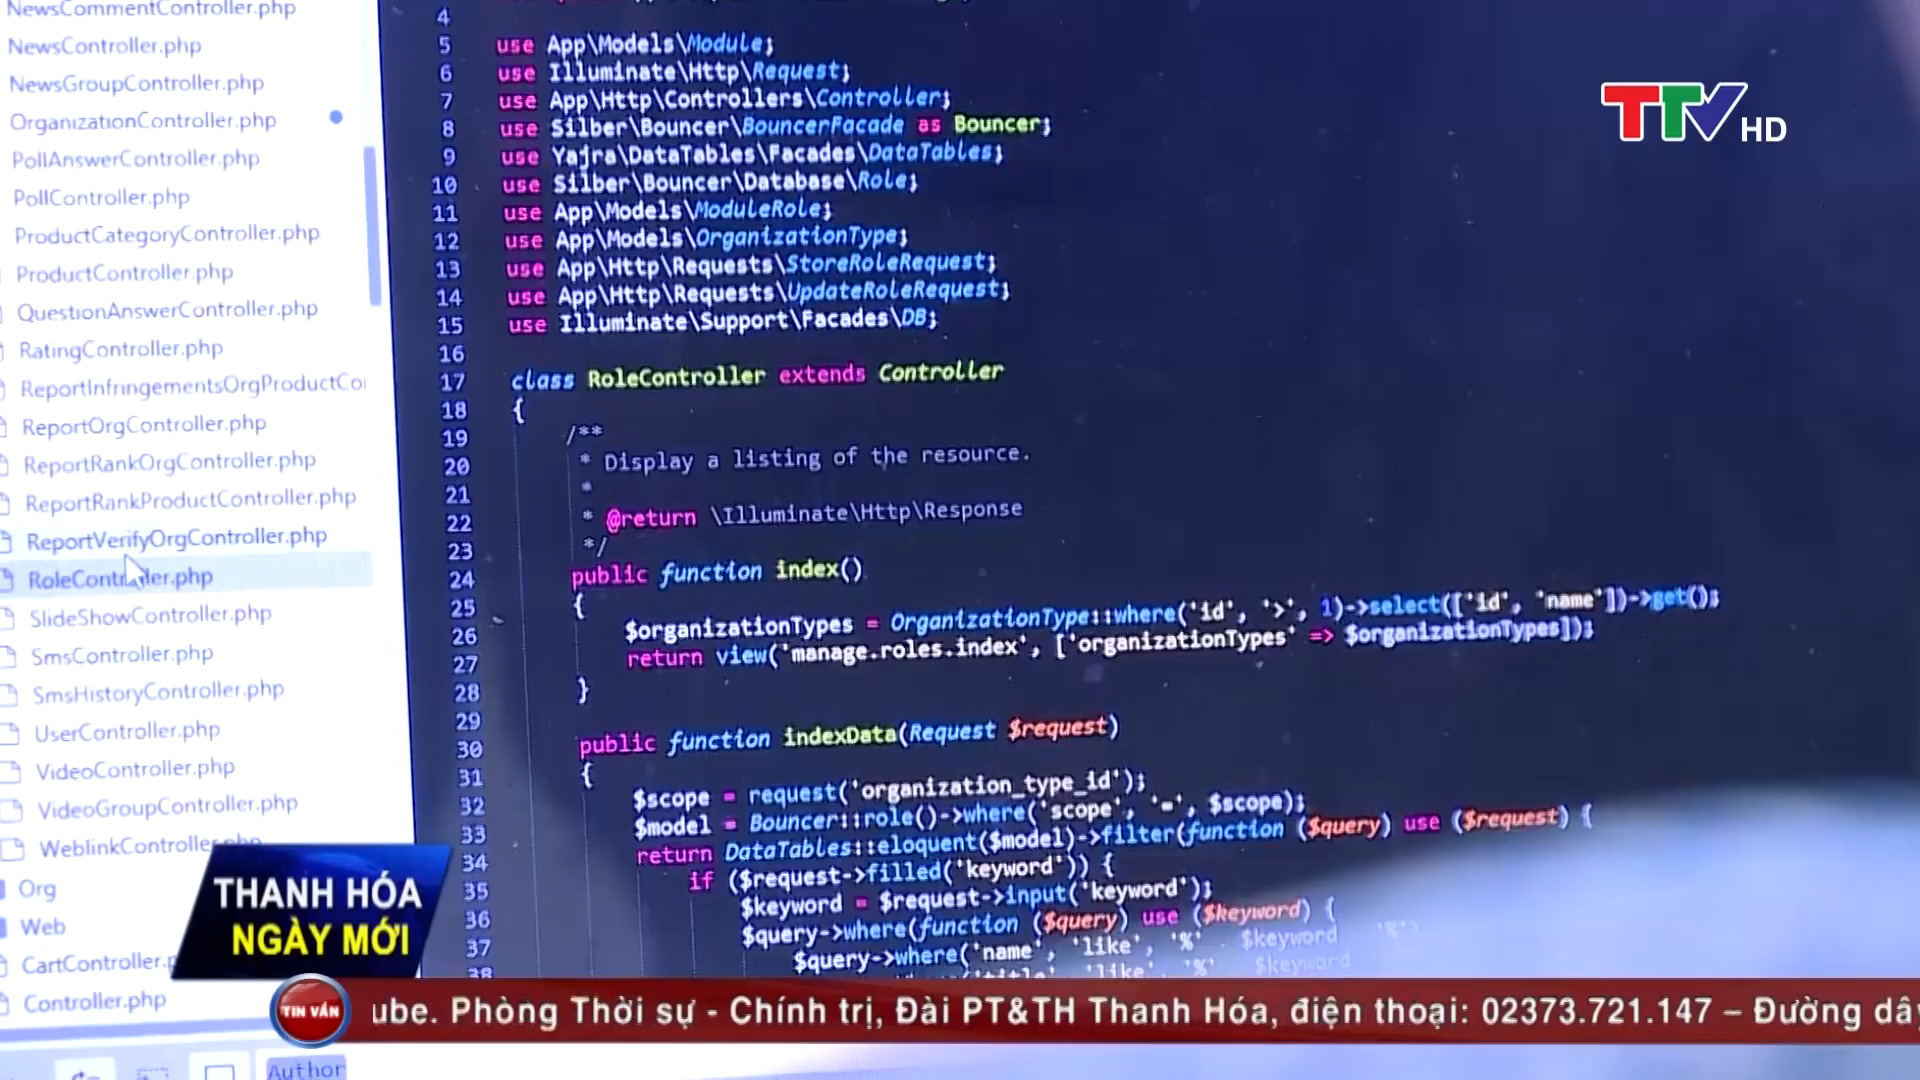 NewsCommentController.php
NewsController.php
NewsGroupController.php
OrganizationController.php
PollAnswerController.php
PollController.php
ProductCategoryController.php
ProductController.php
QuestionAnswerController.php
RatingController.php
ReportInfringementsOrgProductCo
ReportOrgController.php
ReportRankOrgController.php
ReportRankProductController.php
ReportVerifyOrgController.php
RoleController.php
SlideShowController.php
SmsController.php
SmsHistoryController.php
UserController.php
VideoController.php
VideoGroupController.php
WeblinkController.php
Org
Web
CartController.
Controller.php
Author
4
5 use App\Models\Module;
6 use Illuminate\Http\Request;
7 use App\Http\Controllers\Controller;
8 use Silber\Bouncer\BouncerFacade as Bouncer;
9 use Yajra\DataTables\Facades\DataTables;
10 use Silber\Bouncer\Database\Role;
11 use App\Models\ModuleRole;
12 use App\Models\OrganizationType;
13 use App\Http\Requests\StoreRoleRequest;
14 use App\Http\Requests\UpdateRoleRequest;
15 use Illuminate\Support\Facades\DB;
16
17 class RoleController extends Controller
18 {
19 /**
20 * Display a listing of the resource.
21 *
22 * @return \Illuminate\Http\Response
23 */
24 public function index()
25 {
26 $organizationTypes = OrganizationType::where('id', '>', 1)->select(['id', 'name'])->get();
27 return view('manage.roles.index', ['organizationTypes' => $organizationTypes]);
28 }
29
30 public function indexData(Request $request)
31 {
32 $scope = request('organization_type_id');
33 $model = Bouncer::role()->where('scope', '=', $scope);
34 return DataTables::eloquent($model)->filter(function ($query) use ($request) {
35 if ($request->filled('keyword')) {
36 $keyword = $request->input('keyword');
37 $query->where(function ($query) use ($keyword) {
38 $query->where('name', 'like', '%' . $keyword . '%')
'like', '%' $keyword
TTV HD
THANH HÓA
NGÀY MỚI
TIN VẮN
ube. Phòng Thời sự - Chính trị, Đài PT&TH Thanh Hóa, điện thoại: 02373.721.147 – Đường dây